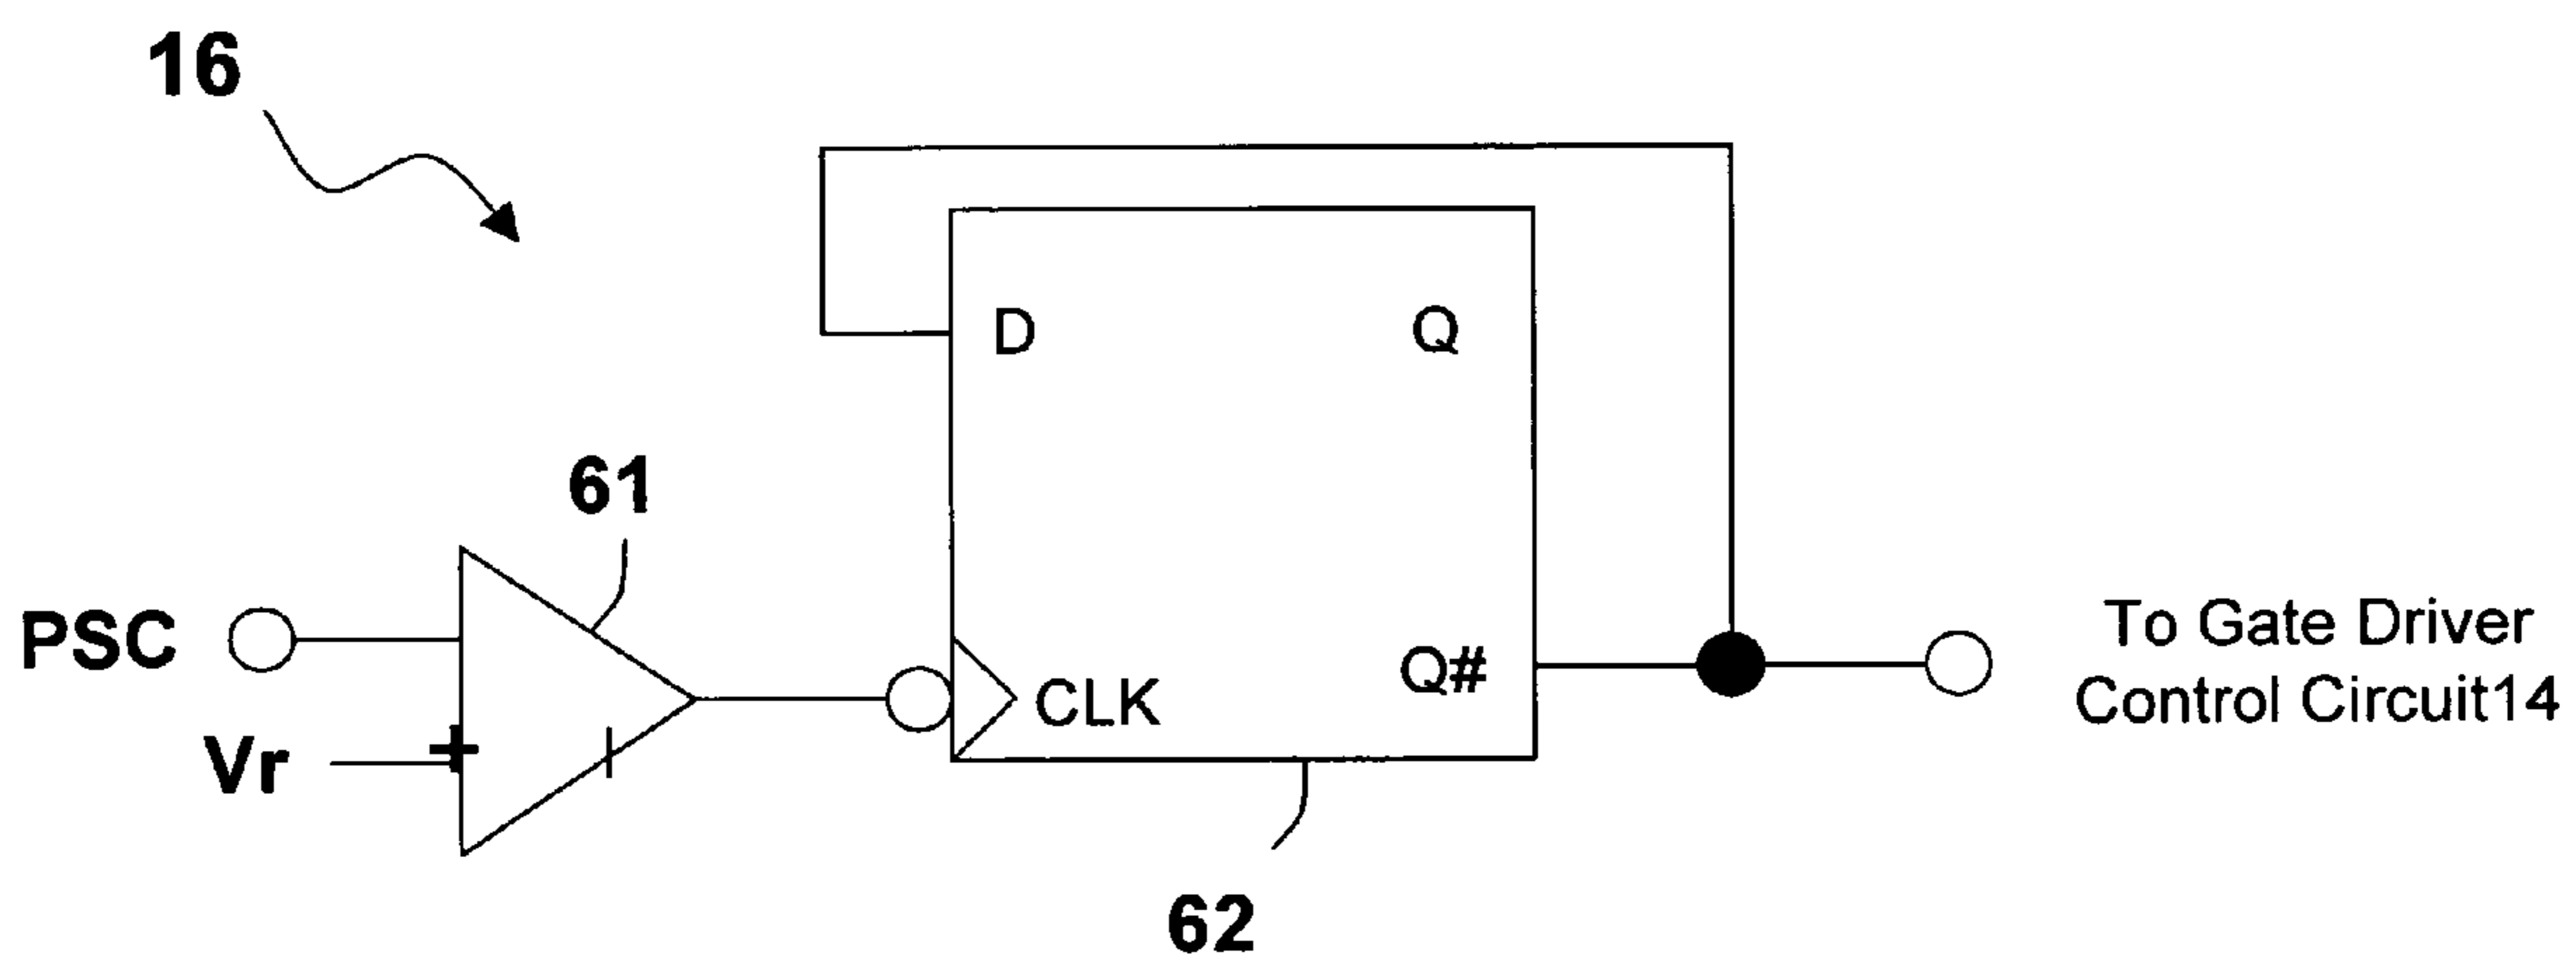 16
D Q
61
PSC
Vr
+
CLK
Q#
To Gate Driver
Control Circuit14
62